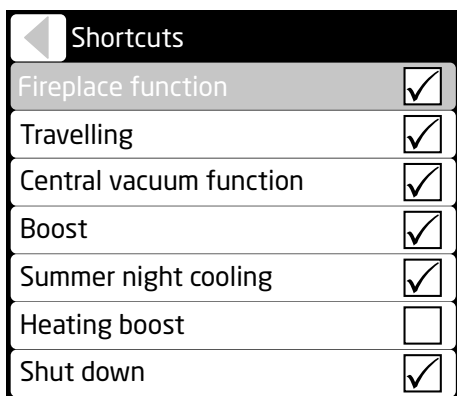 Shortcuts
Fireplace function
Travelling
Central vacuum function
Boost
Summer night cooling
Heating boost
Shut down